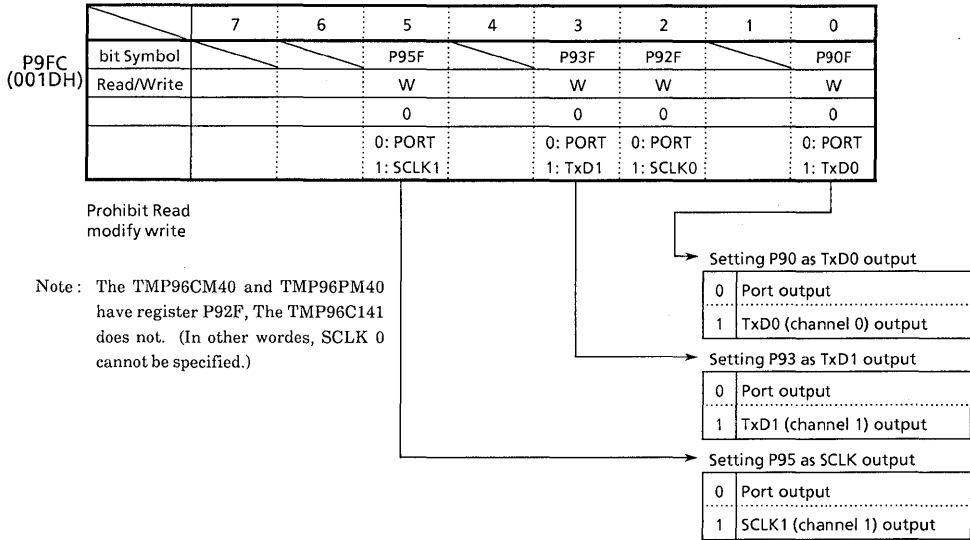 7 6 5 4 3 2 1 0
P9FC
(001DH)
bit Symbol P95F P93F P92F P90F
Read/Write W W W W
0 0 0 0
0: PORT 0: PORT 0: PORT 0: PORT
1: SCLK1 1: TxD1 1: SCLK0 1: TxD0
Prohibit Read
modify write
Note : The TMP96CM40 and TMP96PM40
have register P92F, The TMP96C141
does not. (In other wordes, SCLK 0
cannot be specified.)
Setting P90 as TxD0 output
0 Port output
1 TxD0 (channel 0) output
Setting P93 as TxD1 output
0 Port output
1 TxD1 (channel 1) output
Setting P95 as SCLK output
0 Port output
1 SCLK1 (channel 1) output